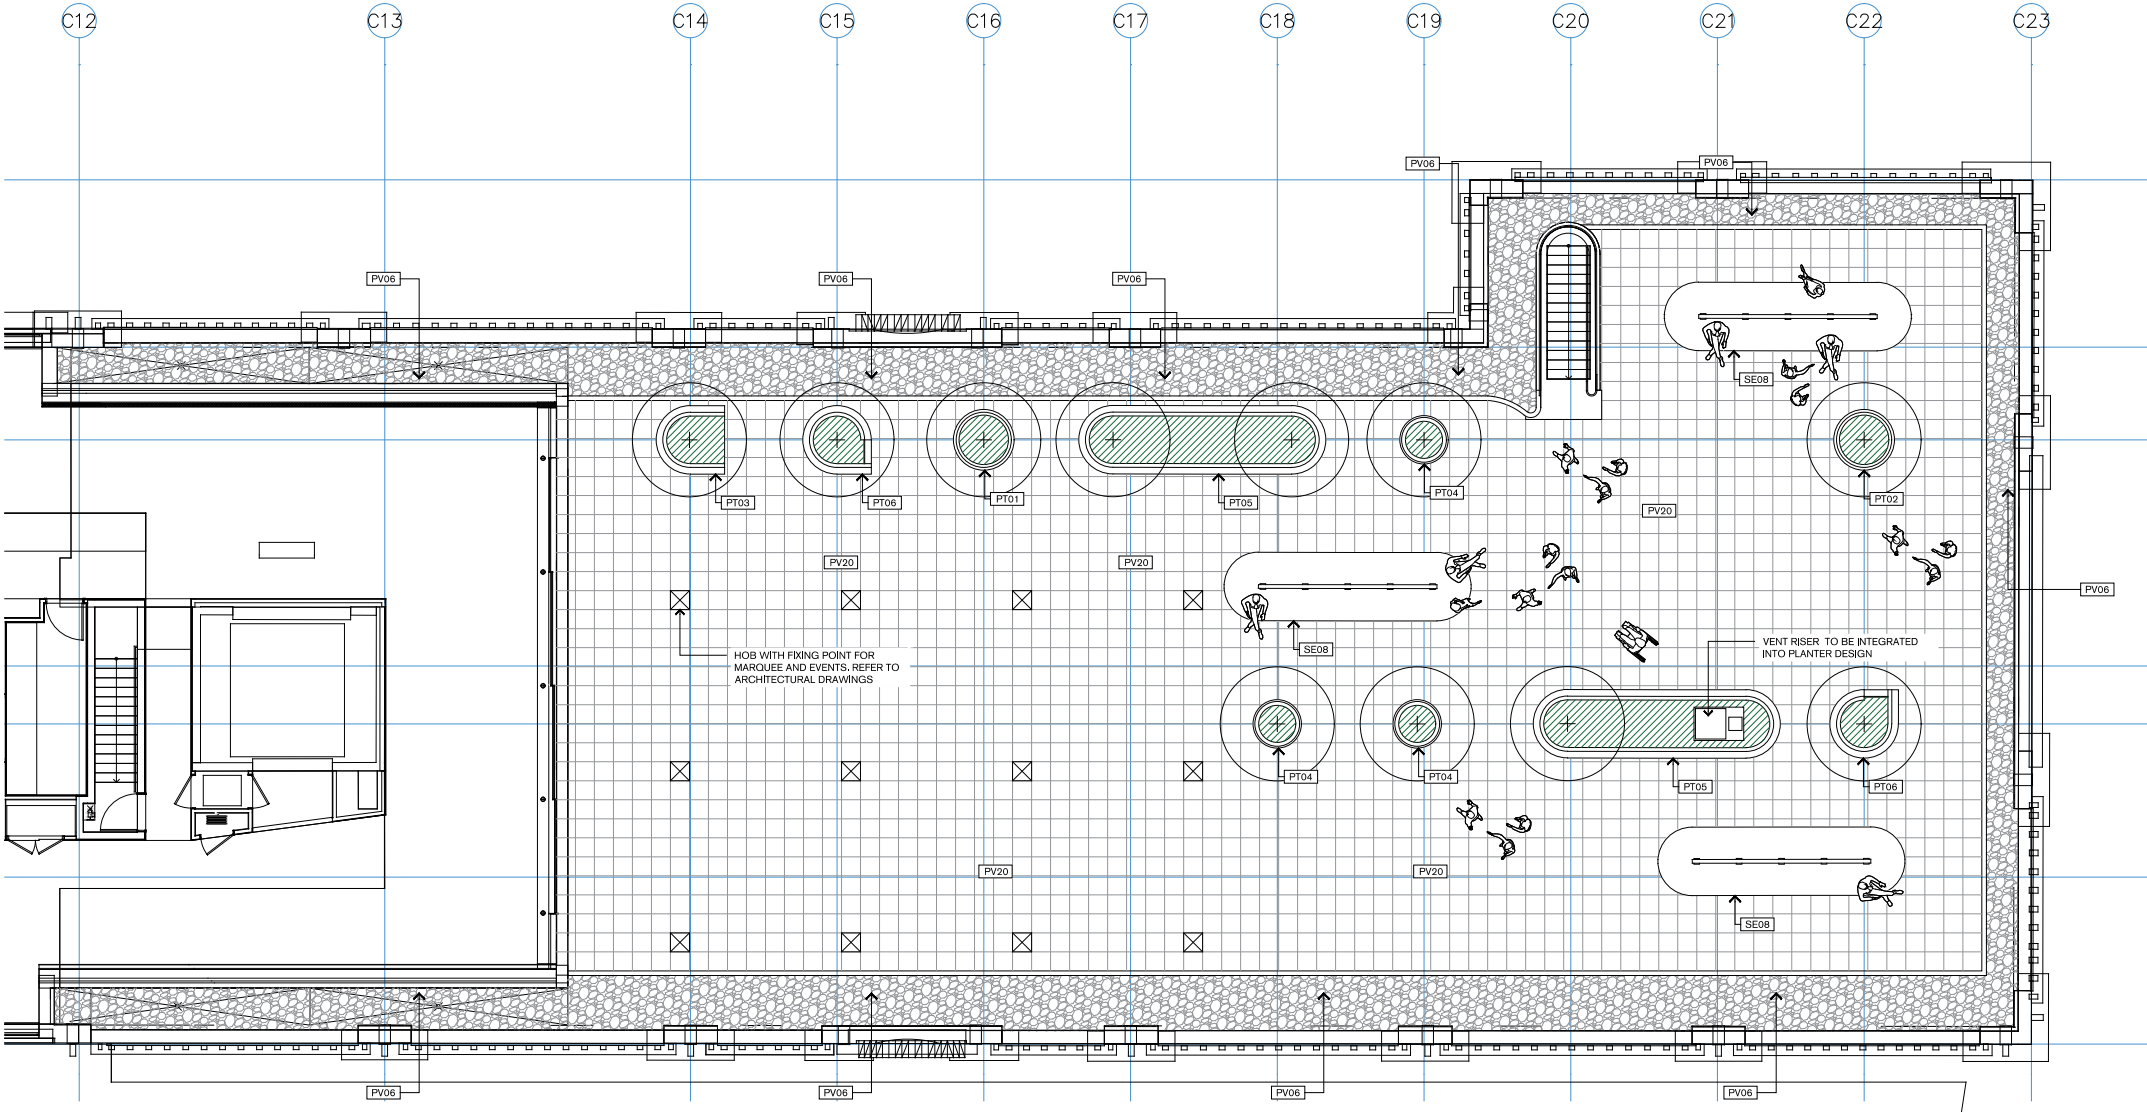 C12 C13 C14 C15 C16 C17 C18 C19 C20 C21 C22 C23
PV06 PV06
PV06 PV06 PV06
SE08
PT03 PT06 PT01 PT05 PT04 PT02
PV20
PV20 PV20
PV06
HOB WITH FIXING POINT FOR
MARQUEE AND EVENTS. REFER TO
ARCHITECTURAL DRAWINGS
SE08
VENT RISER TO BE INTEGRATED
INTO PLANTER DESIGN
PT04 PT04 PT05 PT06
PV20 PV20
SE08
PV06 PV06 PV06 PV06